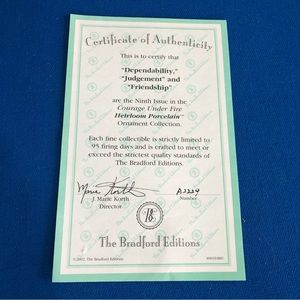 Certificate of Authenticity
This is to certify that
"Dependability,"
"Judgement" and
"Friendship"
are the Ninth Issue in the
Courage Under Fire
Heirloom Porcelain®
Ornament Collection.
Each fine collectible is strictly limited to
95 firing days and is crafted to meet or
exceed the strictest quality standards of
The Bradford Editions.
Marie Korth
J. Marie Korth
Director
Number
The Bradford Editions
©2002, The Bradford Editions